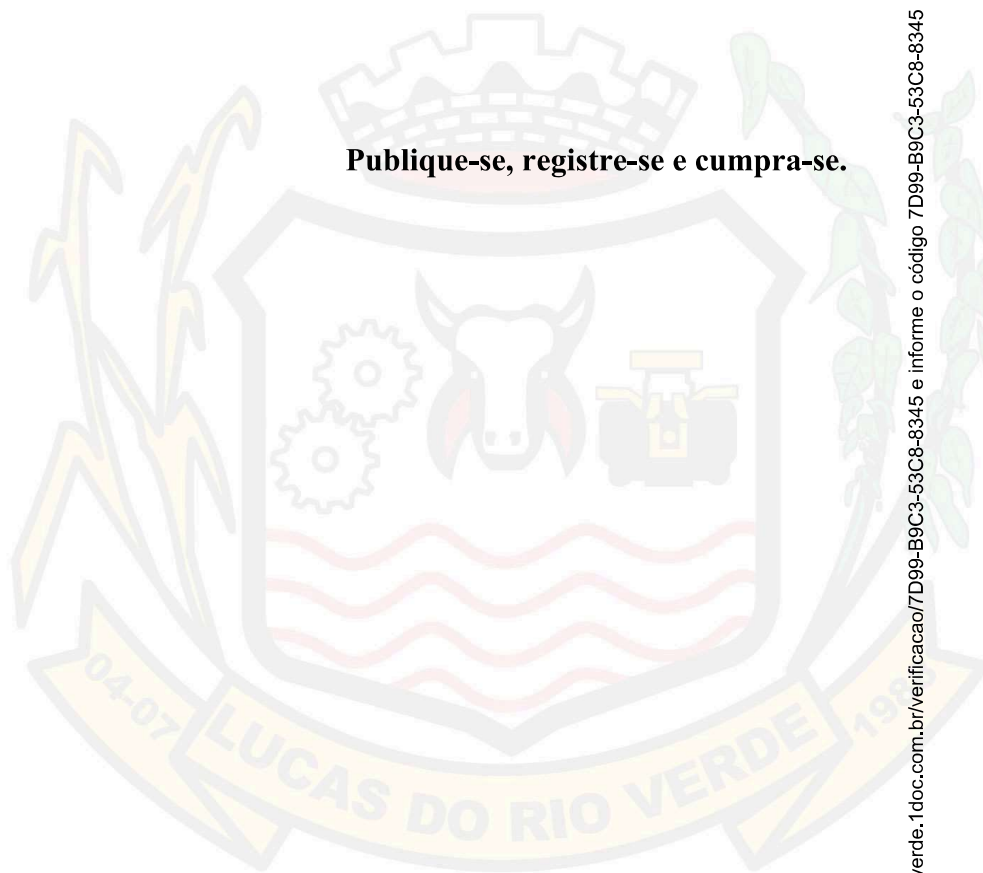 Publique-se, registre-se e cumpra-se.
verde.1doc.com.br/verificacao/7D99-B9C3-53C8-8345 e informe o código 7D99-B9C3-53C8-8345
04-07
LUCAS DO RIO VERDE